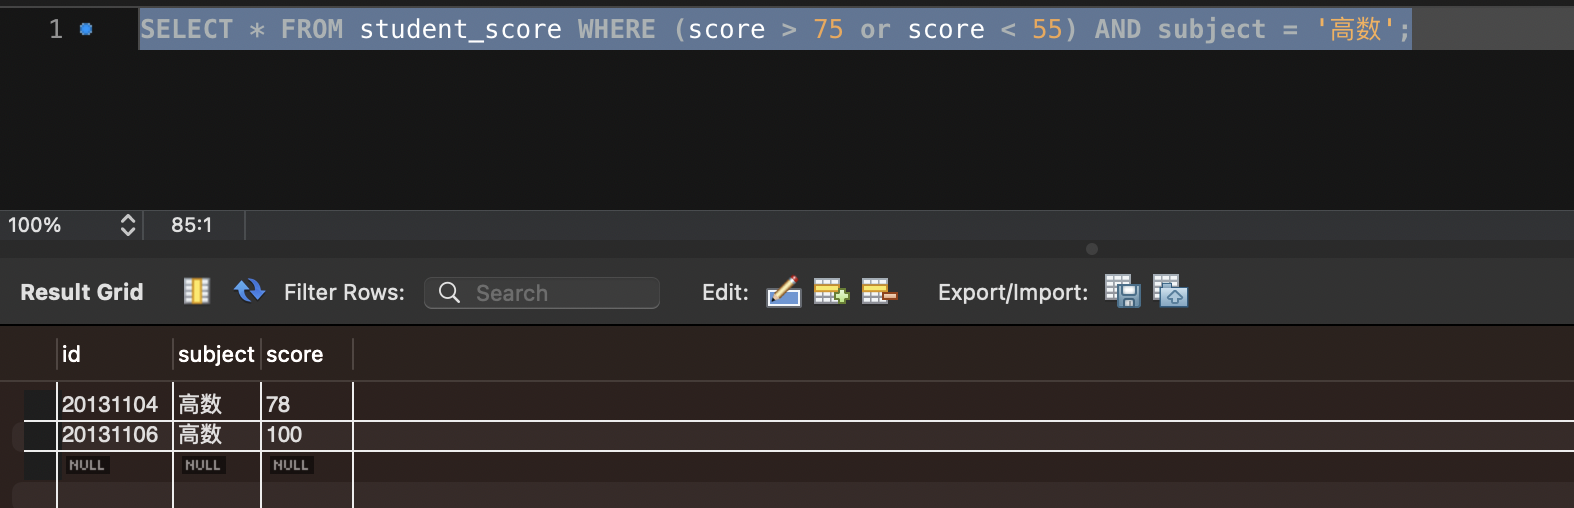 1 SELECT * FROM student_score WHERE (score > 75 or score < 55) AND subject = '高数';
100% 85:1
Result Grid Filter Rows: Search Edit: Export/Import:
id subject score
20131104 高数 78
20131106 高数 100
NULL NULL NULL